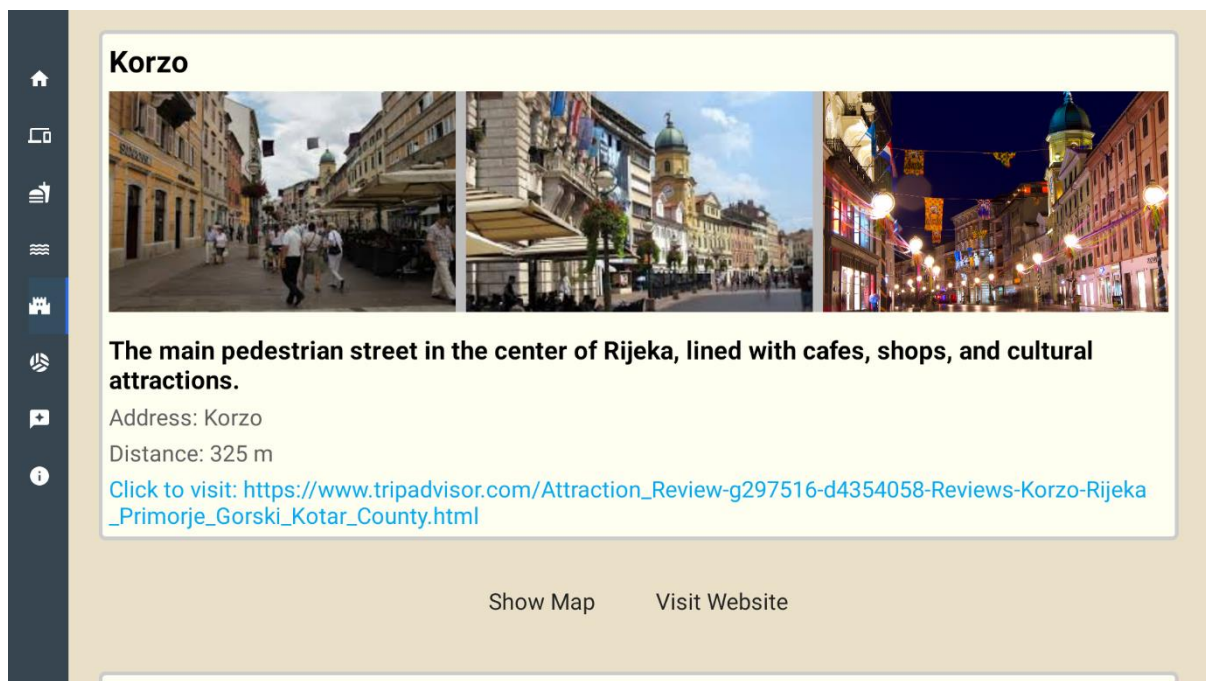 Korzo
The main pedestrian street in the center of Rijeka, lined with cafes, shops, and cultural
attractions.
Address: Korzo
Distance: 325 m
Click to visit: https://www.tripadvisor.com/Attraction_Review-g297516-d4354058-Reviews-Korzo-Rijeka
_Primorje_Gorski_Kotar_County.html
Show Map Visit Website